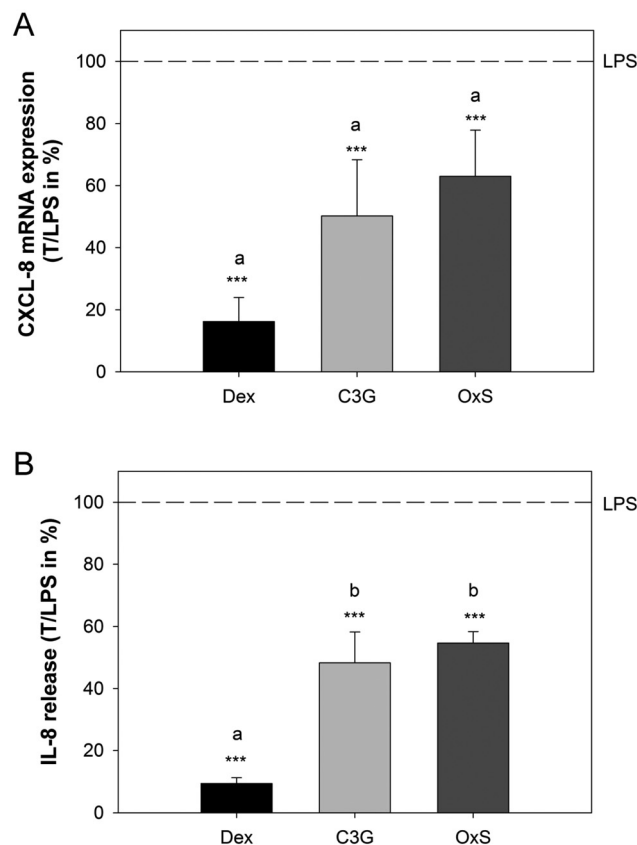 A
CXCL-8 mRNA expression
(T/LPS in %)
100
80
60
40
20
0
LPS
a
***
a
***
a
***
Dex
C3G
OxS
B
IL-8 release (T/LPS in %)
100
80
60
40
20
0
LPS
a
***
b
***
b
***
Dex
C3G
OxS